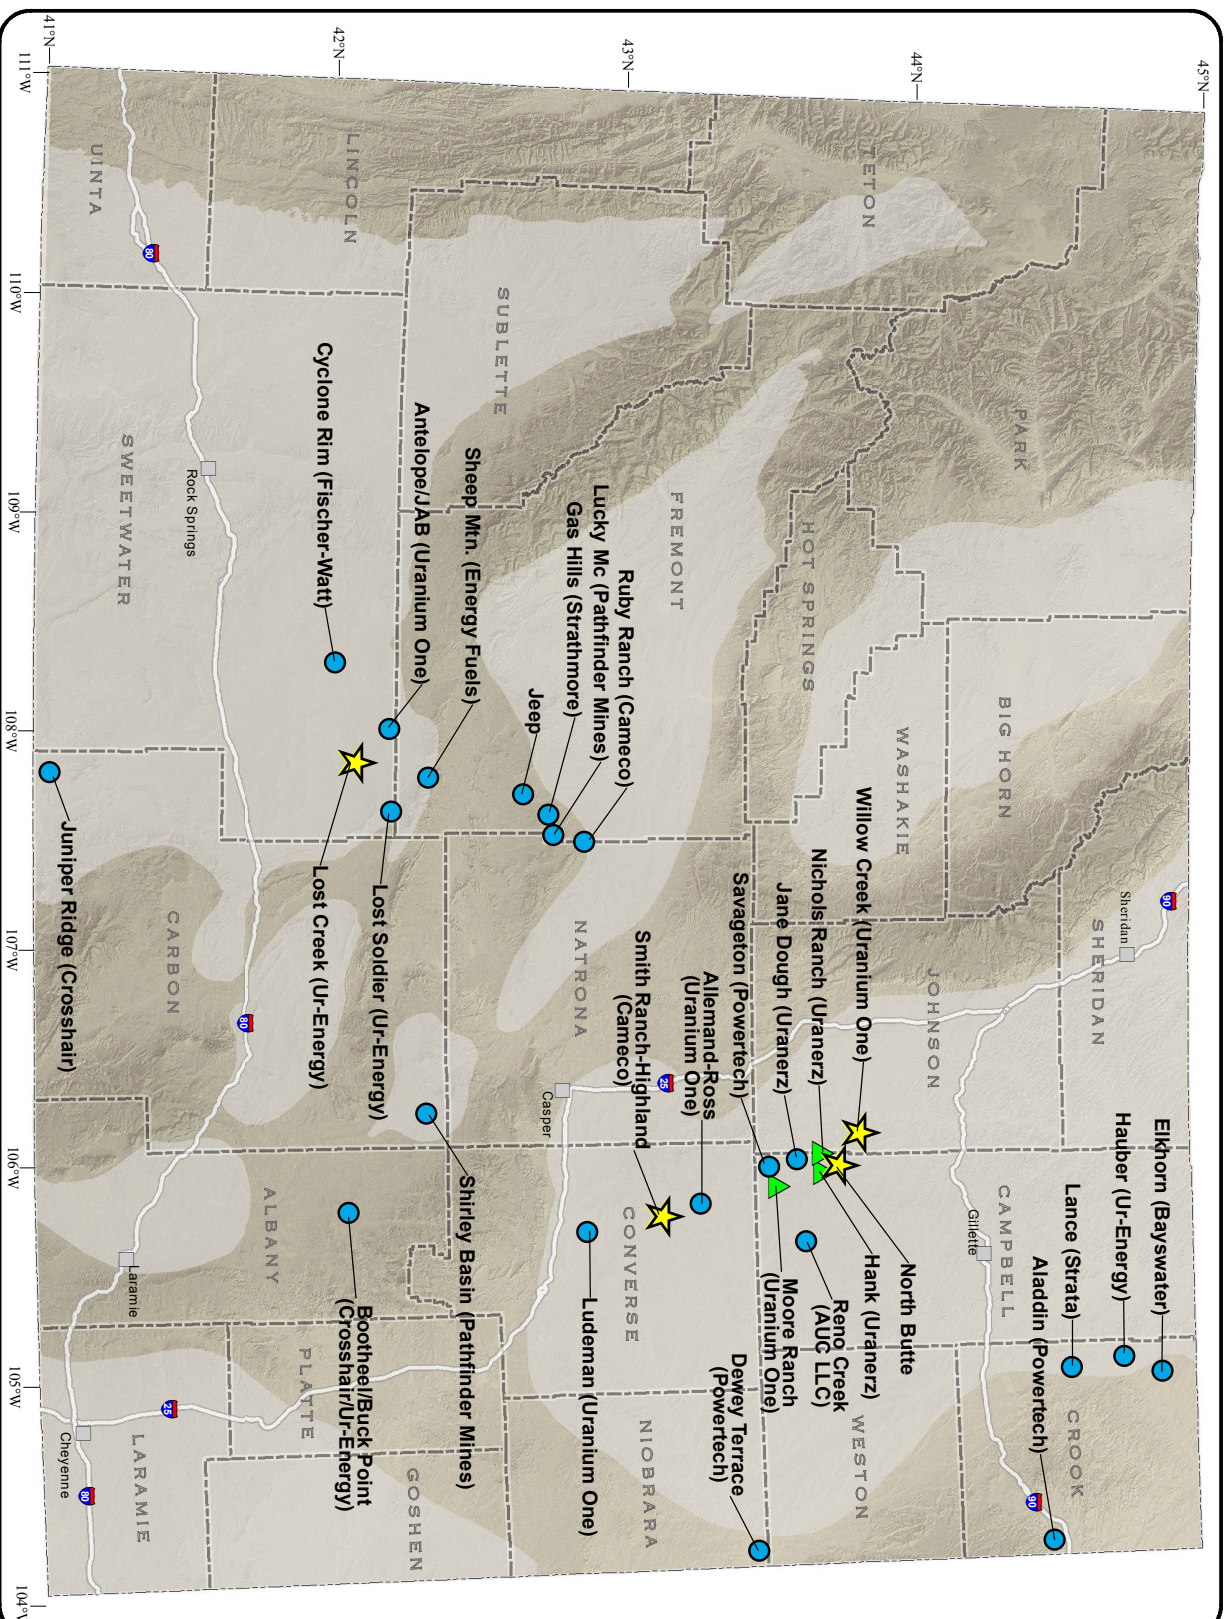 45°N
44°N
43°N
42°N
41°N
111°W
110°W
109°W
108°W
107°W
106°W
105°W
104°W
TETON
PARK
BIG HORN
SHERIDAN
CAMPBELL
CROOK
JOHNSON
WASHAKIE
HOT SPRINGS
WESTON
FREMONT
NATRONA
CONVERSE
NIOBRARA
SUBLETTE
LINCOLN
UINTA
SWEETWATER
CARBON
ALBANY
PLATTE
GOSHEN
LARAMIE
Sheridan
Gillette
Casper
Rock Springs
Laramie
Cheyenne
90
90
25
25
80
80
80
Elkhorn (Bayswater)
Hauber (Ur-Energy)
Lance (Strata)
Aladdin (Powertech)
North Butte
Hank (Uranerz)
Reno Creek
(AUC LLC)
Moore Ranch
(Uranium One)
Dewey Terrace
(Powertech)
Willow Creek (Uranium One)
Nichols Ranch (Uranerz)
Jane Dough (Uranerz)
Savageton (Powertech)
Allemand-Ross
(Uranium One)
Smith Ranch-Highland
(Cameco)
Ludeman (Uranium One)
Ruby Ranch (Cameco)
Lucky Mc (Pathfinder Mines)
Gas Hills (Strathmore)
Jeep
Sheep Mtn. (Energy Fuels)
Antelope/JAB (Uranium One)
Cyclone Rim (Fischer-Watt)
Shirley Basin (Pathfinder Mines)
Lost Soldier (Ur-Energy)
Bootheel/Buck Point
(Crosshair/Ur-Energy)
Lost Creek (Ur-Energy)
Juniper Ridge (Crosshair)